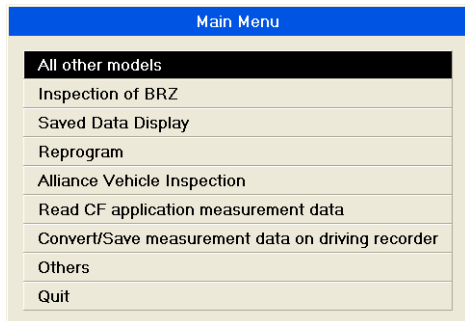 Main Menu
All other models
Inspection of BRZ
Saved Data Display
Reprogram
Alliance Vehicle Inspection
Read CF application measurement data
Convert/Save measurement data on driving recorder
Others
Quit